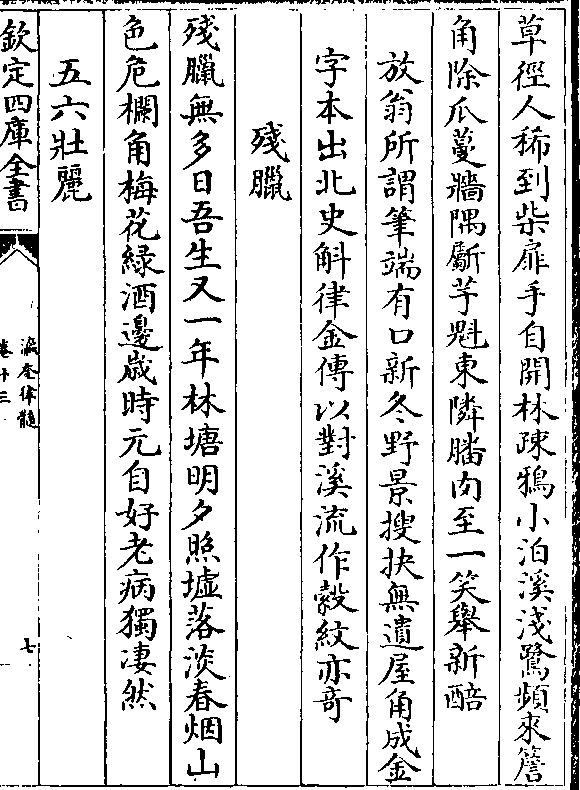 草徑人稀到柴扉手自開林疎鴉小泊溪淺鷺頻來簷
角除瓜蔓牆隅斸芋魁東隣膰肉至一笑舉新醅
放翁所謂筆端有口新冬野景搜抉無遺屋角成金
字本出北史斛律金傳以對溪流作縠紋亦奇
殘臘
殘臘無多日吾生又一年林塘明夕照墟落淡春烟山
色危欄角梅花緑酒邊歳時元自好老病獨凄然
五六壯麗
欽定四庫全書
瀛奎律髓
卷十三
七